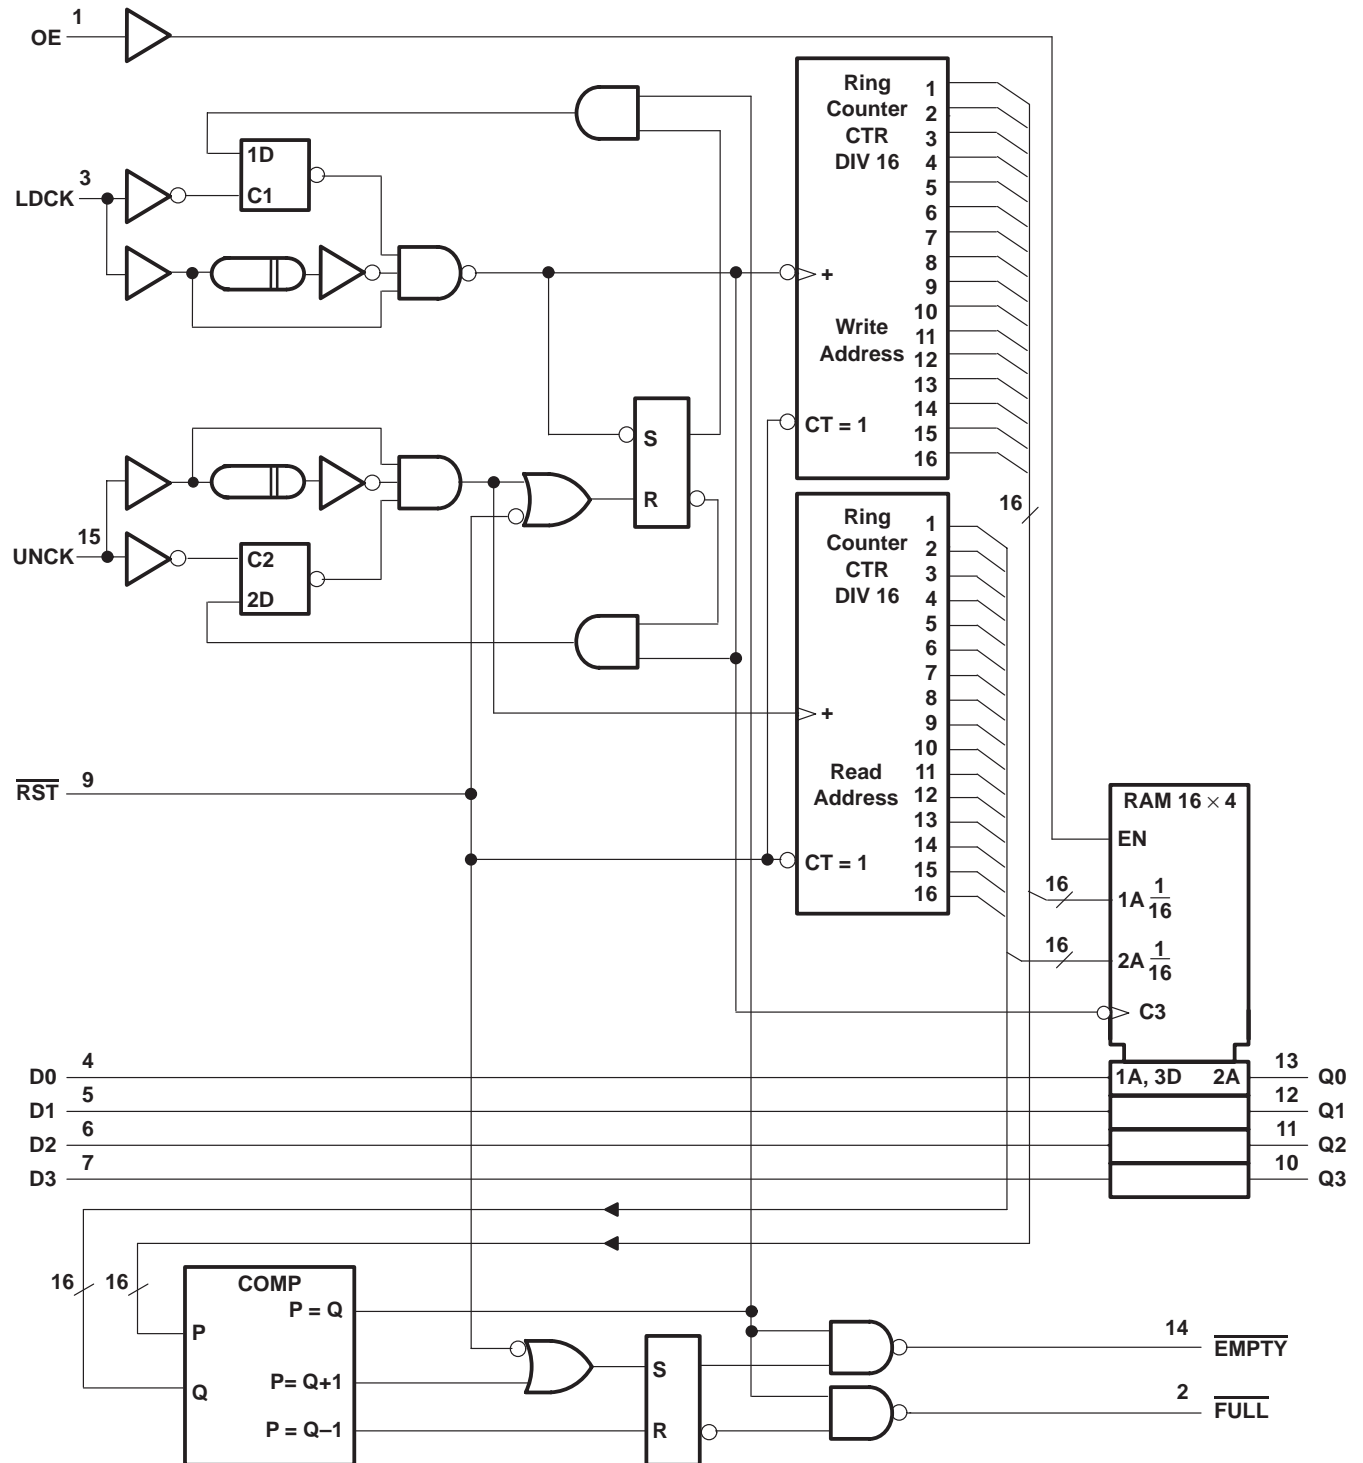 OE 1
LDCK 3
1D
C1
Ring
Counter
CTR
DIV 16
+
Write
Address
CT = 1
1
2
3
4
5
6
7
8
9
10
11
12
13
14
15
16
16
S
R
UNCK 15
C2
2D
Ring
Counter
CTR
DIV 16
+
Read
Address
CT = 1
1
2
3
4
5
6
7
8
9
10
11
12
13
14
15
16
RST 9
RAM 16 × 4
EN
16
1A 1/16
16
2A 1/16
C3
D0 4
1A, 3D 2A
13 Q0
D1 5
12 Q1
D2 6
11 Q2
D3 7
10 Q3
16 16
COMP
P = Q
P
P= Q+1
Q
P = Q–1
S
R
14 EMPTY
2 FULL